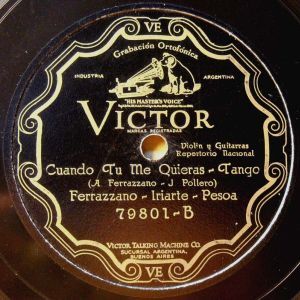 VE
Grabación Ortofónica
INDUSTRIA ARGENTINA
"HIS MASTER'S VOICE"
VICTOR
MARCAS REGISTRADAS
Violin y Guitarras
Repertorio Nacional
Cuando Tu Me Quieras - Tango
(A Ferrazzano - J Pollero)
Ferrazzano - Iriarte - Pesoa
79801-B
VICTOR TALKING MACHINE CO.
SUCURSAL ARGENTINA,
BUENOS AIRES
VE